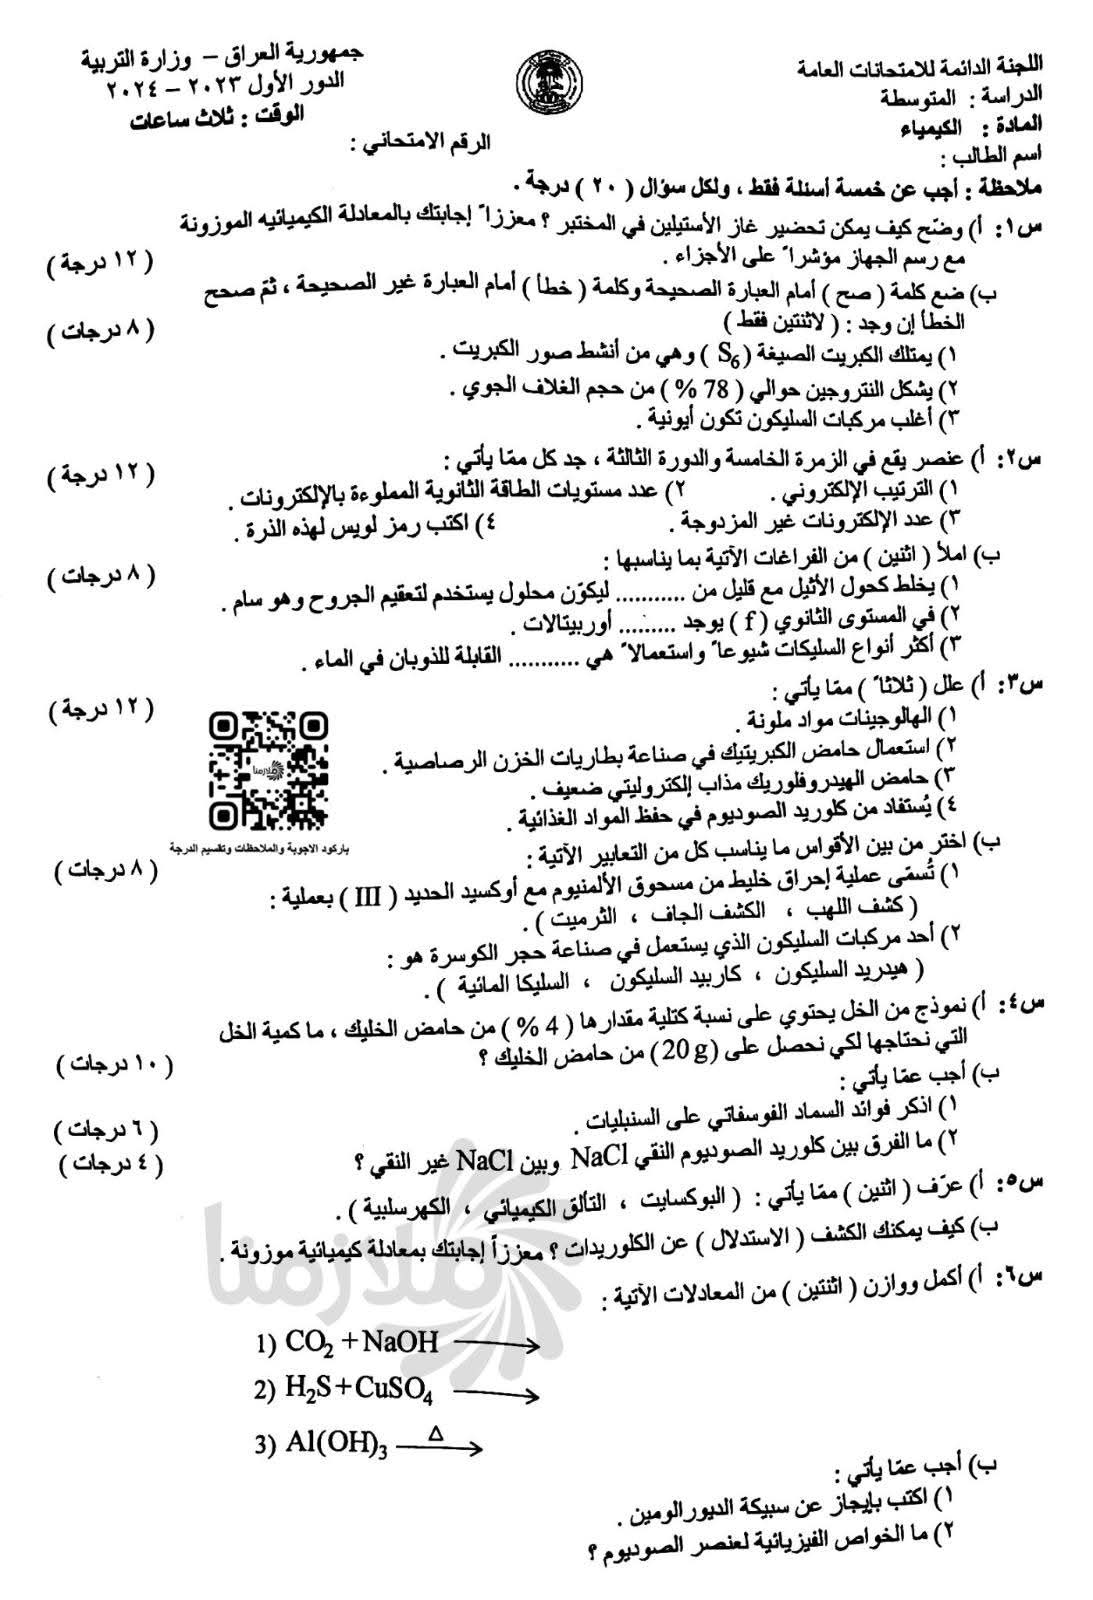 اللجنة الدائمة للامتحانات العامة
الدراسة : المتوسطة
المادة : الكيمياء
اسم الطالب :
جمهورية العراق – وزارة التربية
الدور الأول ٢٠٢٣ – ٢٠٢٤
الوقت : ثلاث ساعات
الرقم الامتحاني :
ملاحظة : أجب عن خمسة أسئلة فقط ، ولكل سؤال ( ٢٠ ) درجة .
س١: أ) وضّح كيف يمكن تحضير غاز الأستيلين في المختبر ؟ معززاً إجابتك بالمعادلة الكيميائيه الموزونة
مع رسم الجهاز مؤشراً على الأجزاء . ( ١٢ درجة )
ب) ضع كلمة ( صح ) أمام العبارة الصحيحة وكلمة ( خطأ ) أمام العبارة غير الصحيحة ، ثمّ صحح
الخطأ إن وجد : ( لاثنتين فقط ) ( ٨ درجات )
١) يمتلك الكبريت الصيغة ( S₆ ) وهي من أنشط صور الكبريت .
٢) يشكل النتروجين حوالي ( 78 % ) من حجم الغلاف الجوي .
٣) أغلب مركبات السليكون تكون أيونية .
س٢: أ) عنصر يقع في الزمرة الخامسة والدورة الثالثة ، جد كل ممّا يأتي : ( ١٢ درجة )
١) الترتيب الإلكتروني . ٢) عدد مستويات الطاقة الثانوية المملوءة بالإلكترونات .
٣) عدد الإلكترونات غير المزدوجة . ٤) اكتب رمز لويس لهذه الذرة .
ب) املأ ( اثنين ) من الفراغات الآتية بما يناسبها : ( ٨ درجات )
١) يخلط كحول الأثيل مع قليل من ........... ليكوّن محلول يستخدم لتعقيم الجروح وهو سام .
٢) في المستوى الثانوي ( f ) يوجد ......... أوربيتالات .
٣) أكثر أنواع السليكات شيوعاً واستعمالاً هي ........... القابلة للذوبان في الماء .
س٣: أ) علل ( ثلاثاً ) ممّا يأتي : ( ١٢ درجة )
١) الهالوجينات مواد ملونة .
٢) استعمال حامض الكبريتيك في صناعة بطاريات الخزن الرصاصية .
٣) حامض الهيدروفلوريك مذاب إلكتروليتي ضعيف .
٤) يُستفاد من كلوريد الصوديوم في حفظ المواد الغذائية .
ملازمنا
باركود الاجوبة والملاحظات وتقسيم الدرجة
ب) اختر من بين الأقواس ما يناسب كل من التعابير الآتية : ( ٨ درجات )
١) تُسمّى عملية إحراق خليط من مسحوق الألمنيوم مع أوكسيد الحديد ( III ) بعملية :
( كشف اللهب ، الكشف الجاف ، الثرميت ) .
٢) أحد مركبات السليكون الذي يستعمل في صناعة حجر الكوسرة هو :
( هيدريد السليكون ، كاربيد السليكون ، السليكا المائية ) .
س٤: أ) نموذج من الخل يحتوي على نسبة كتلية مقدارها ( 4 % ) من حامض الخليك ، ما كمية الخل
التي نحتاجها لكي نحصل على (20 g) من حامض الخليك ؟ ( ١٠ درجات )
ب) أجب عمّا يأتي :
١) اذكر فوائد السماد الفوسفاتي على السنبليات . ( ٦ درجات )
٢) ما الفرق بين كلوريد الصوديوم النقي NaCl وبين NaCl غير النقي ؟ ( ٤ درجات )
س٥: أ) عرّف ( اثنين ) ممّا يأتي : ( البوكسايت ، التألق الكيميائي ، الكهرسلبية ) .
ب) كيف يمكنك الكشف ( الاستدلال ) عن الكلوريدات ؟ معززاً إجابتك بمعادلة كيميائية موزونة .
ملازمنا
س٦: أ) أكمل ووازن ( اثنتين ) من المعادلات الآتية :
1) CO₂ + NaOH ⟶
2) H₂S + CuSO₄ ⟶
3) Al(OH)₃ —Δ→
ب) أجب عمّا يأتي :
١) اكتب بإيجاز عن سبيكة الديورالومين .
٢) ما الخواص الفيزيائية لعنصر الصوديوم ؟